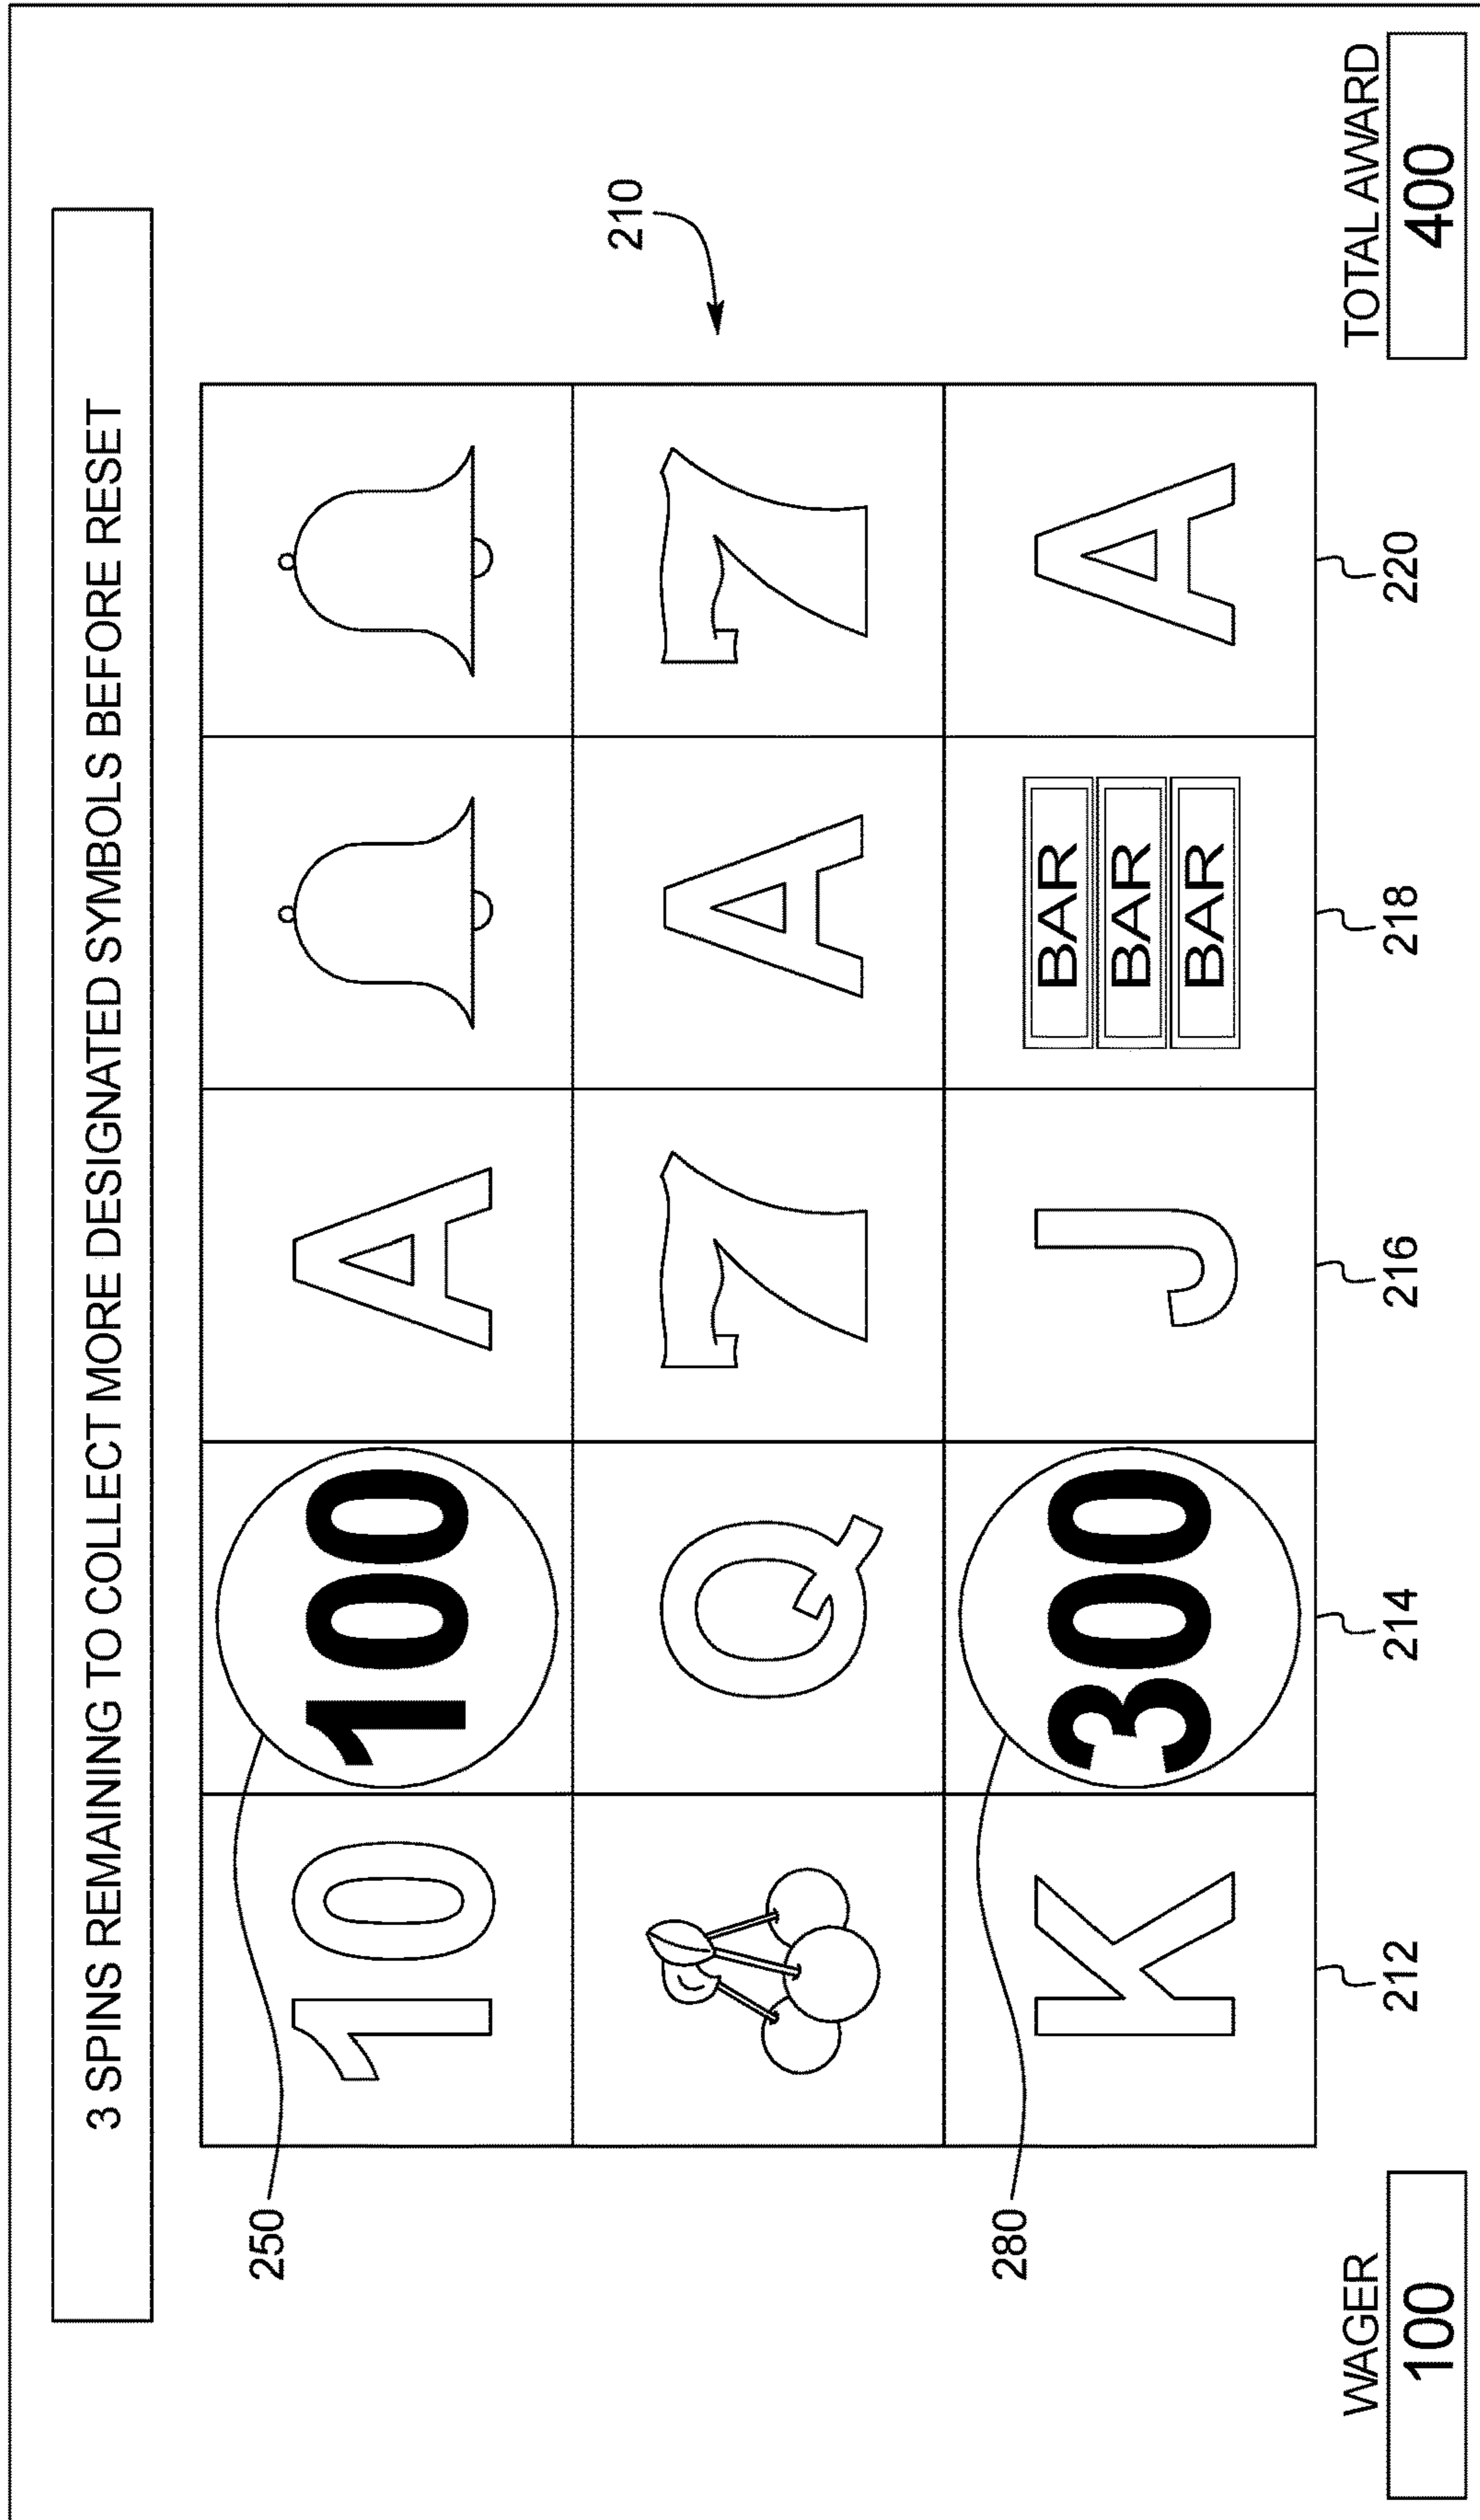 3 SPINS REMAINING TO COLLECT MORE DESIGNATED SYMBOLS BEFORE RESET
210
250
10 100 A
Q 7 A 7
280
K 300 J BAR
BAR
BAR
A
212 214 216 218 220
WAGER
100
TOTAL AWARD
400